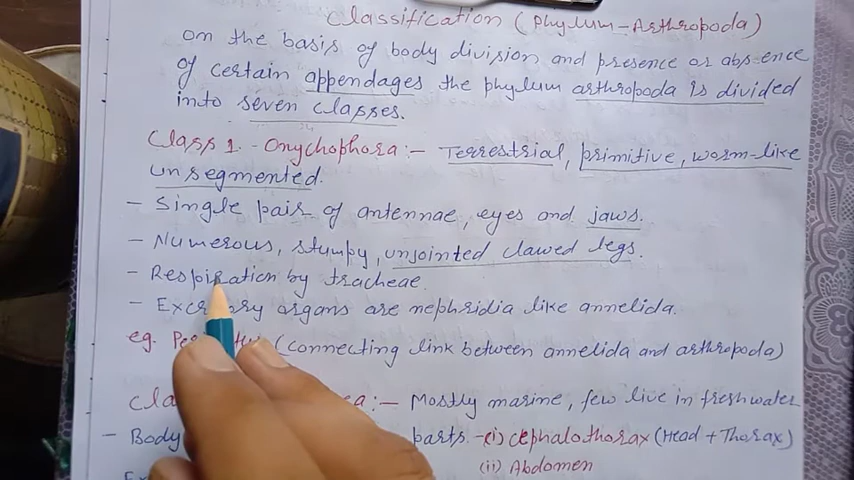 Classification (Phylum-Arthropoda)
on the basis of body division and presence or absence
of certain appendages the phylum arthropoda is divided
into seven classes.
Class 1. - Onychophora :- Terrestrial, primitive, worm-like
unsegmented.
- Single pair of antennae, eyes and jaws.
- Numerous, stumpy, unjointed clawed legs.
- Respiration by tracheae.
- Excretory organs are nephridia like annelida.
eg. (connecting link between annelida and arthropoda)
:- Mostly marine, few live in freshwater
- Body parts - (i) cephalothorax (Head + Thorax)
(ii) Abdomen